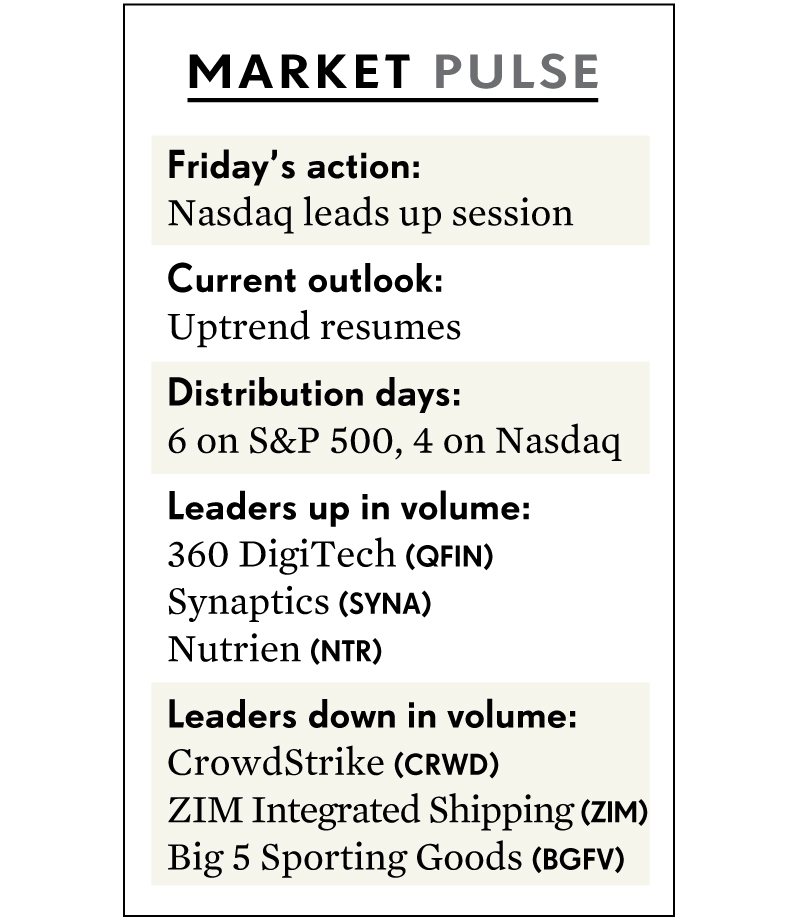 MARKET PULSE
Friday’s action:
Nasdaq leads up session
Current outlook:
Uptrend resumes
Distribution days:
6 on S&P 500, 4 on Nasdaq
Leaders up in volume:
360 DigiTech (QFIN)
Synaptics (SYNA)
Nutrien (NTR)
Leaders down in volume:
CrowdStrike (CRWD)
ZIM Integrated Shipping (ZIM)
Big 5 Sporting Goods (BGFV)